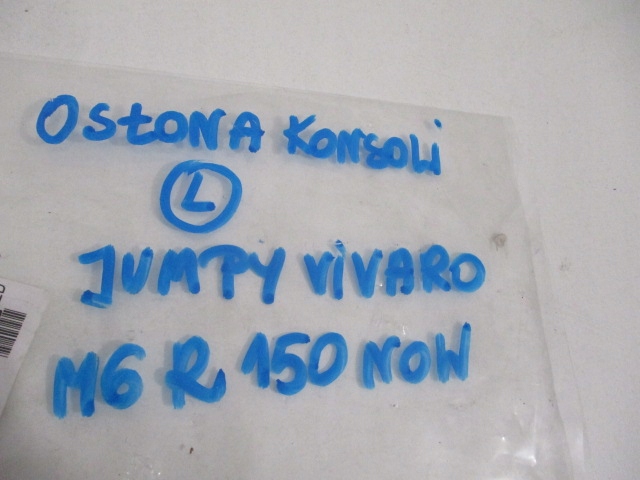 OSŁONA KONSOLI
L
JUMPY VIVARO
M6 R 150 NOW